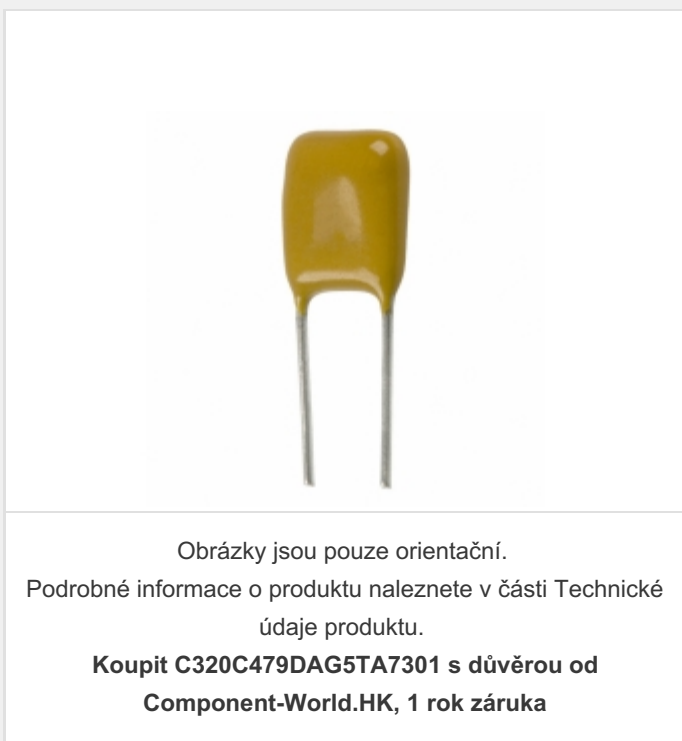 Obrázky jsou pouze orientační.
Podrobné informace o produktu naleznete v části Technické
údaje produktu.
Koupit C320C479DAG5TA7301 s důvěrou od
Component-World.HK, 1 rok záruka